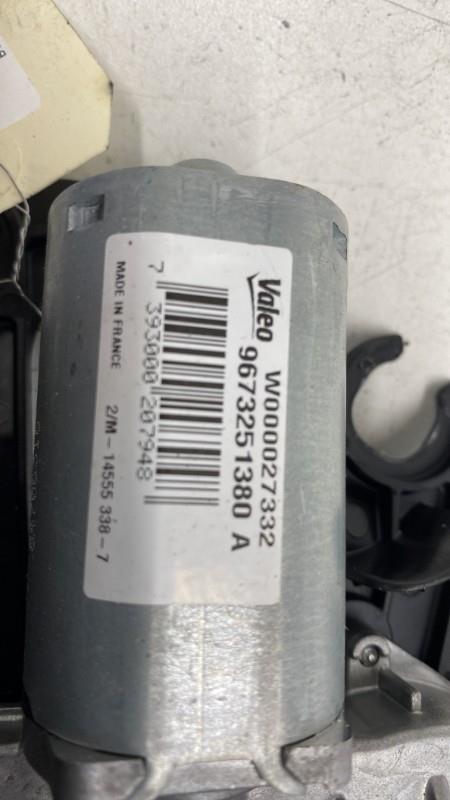 Valeo W000027332
9673251380 A
7 393000 207948
MADE IN FRANCE 2/M - 14555 338 - 7